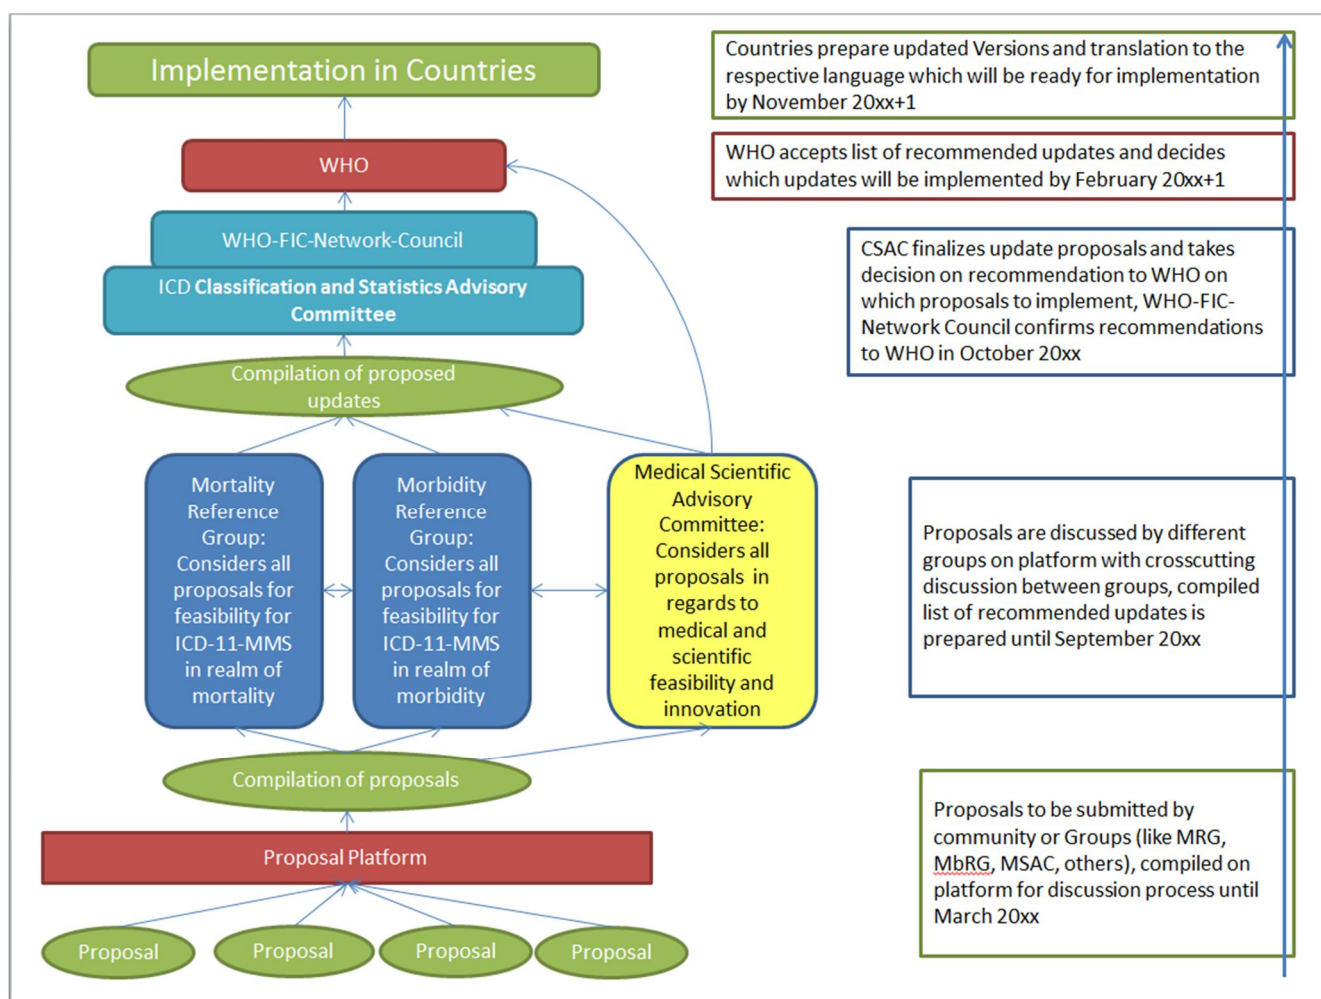 Implementation in Countries
WHO
WHO-FIC-Network-Council
ICD Classification and Statistics Advisory
Committee
Compilation of proposed
updates
Mortality
Reference
Group:
Considers all
proposals for
feasibility for
ICD-11-MMS
in realm of
mortality
Morbidity
Reference
Group:
Considers all
proposals for
feasibility for
ICD-11-MMS
in realm of
morbidity
Medical Scientific
Advisory
Committee:
Considers all
proposals in
regards to
medical and
scientific
feasibility and
innovation
Compilation of proposals
Proposal Platform
Proposal
Proposal
Proposal
Proposal
Countries prepare updated Versions and translation to the
respective language which will be ready for implementation
by November 20xx+1
WHO accepts list of recommended updates and decides
which updates will be implemented by February 20xx+1
CSAC finalizes update proposals and takes
decision on recommendation to WHO on
which proposals to implement, WHO-FIC-
Network Council confirms recommendations
to WHO in October 20xx
Proposals are discussed by different
groups on platform with crosscutting
discussion between groups, compiled
list of recommended updates is
prepared until September 20xx
Proposals to be submitted by
community or Groups (like MRG,
MbRG, MSAC, others), compiled on
platform for discussion process until
March 20xx